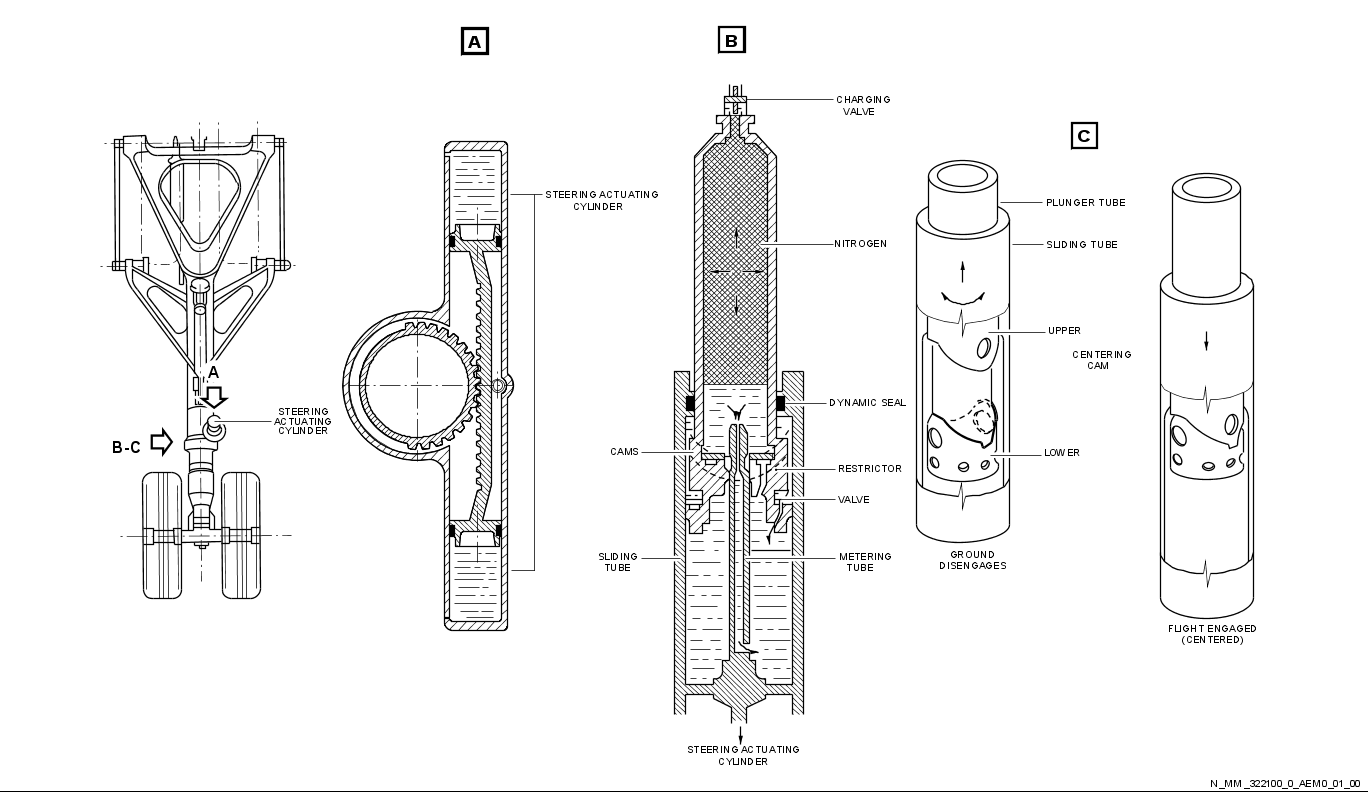 A
B
C
CHARGING
VALVE
PLUNGER TUBE
STEERING ACTUATING
CYLINDER
NITROGEN
SLIDING TUBE
UPPER
CENTERING
CAM
A
STEERING
ACTUATING
CYLINDER
B-C
DYNAMIC SEAL
CAMS
RESTRICTOR
LOWER
VALVE
SLIDING
TUBE
METERING
TUBE
GROUND
DISENGAGES
FLIGHT ENGAGED
(CENTERED)
STEERING ACTUATING
CYLINDER
N_MM_322100_0_AEM0_01_00